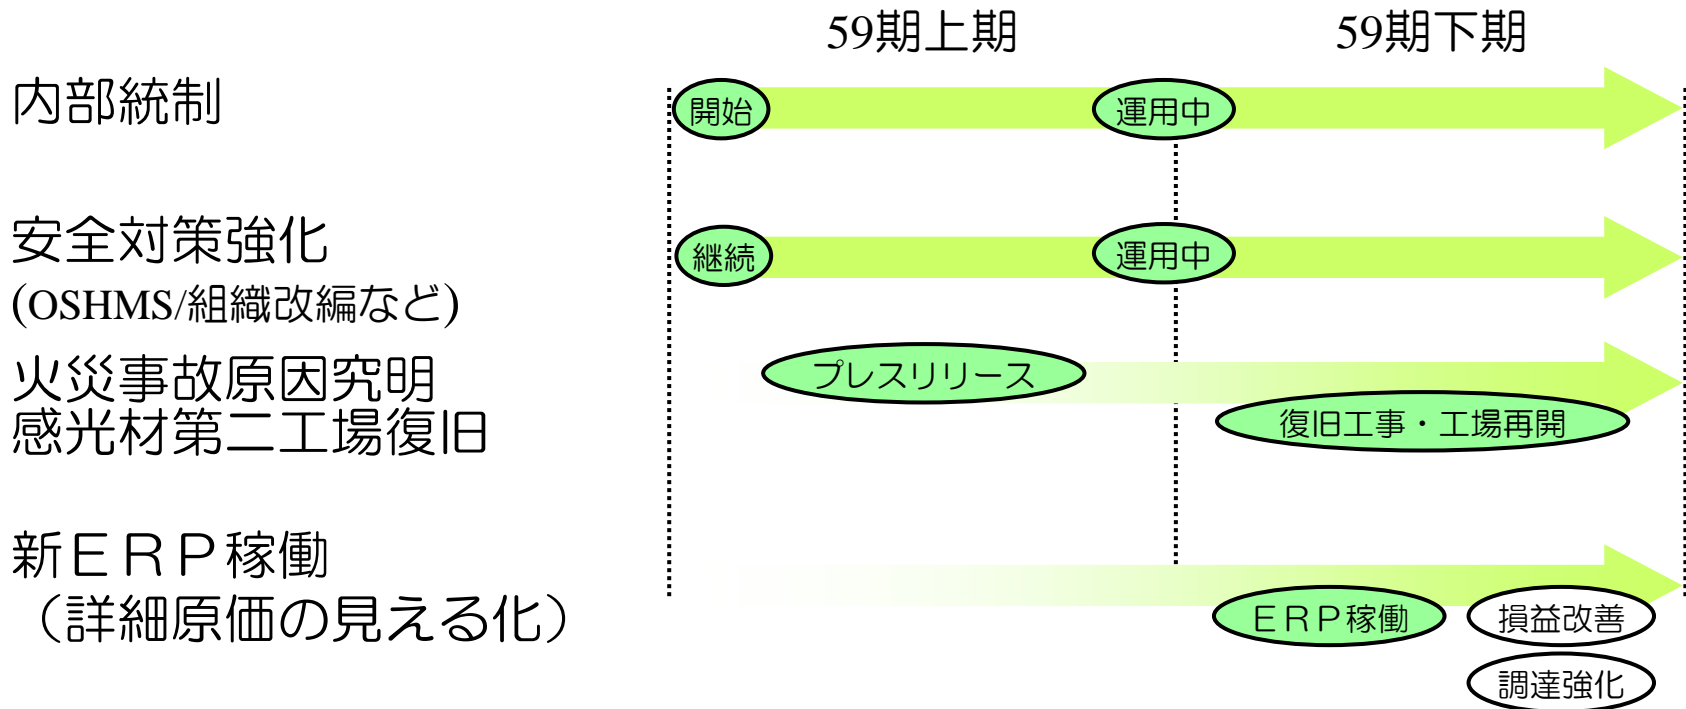 59期上期
59期下期
内部統制
開始
運用中
安全対策強化
継続
運用中
(OSHMS/組織改編など)
火災事故原因究明
プレスリリース
感光材第二工場復旧
復旧工事・工場再開
新ＥＲＰ稼働
（詳細原価の見える化）
ＥＲＰ稼働
損益改善
調達強化